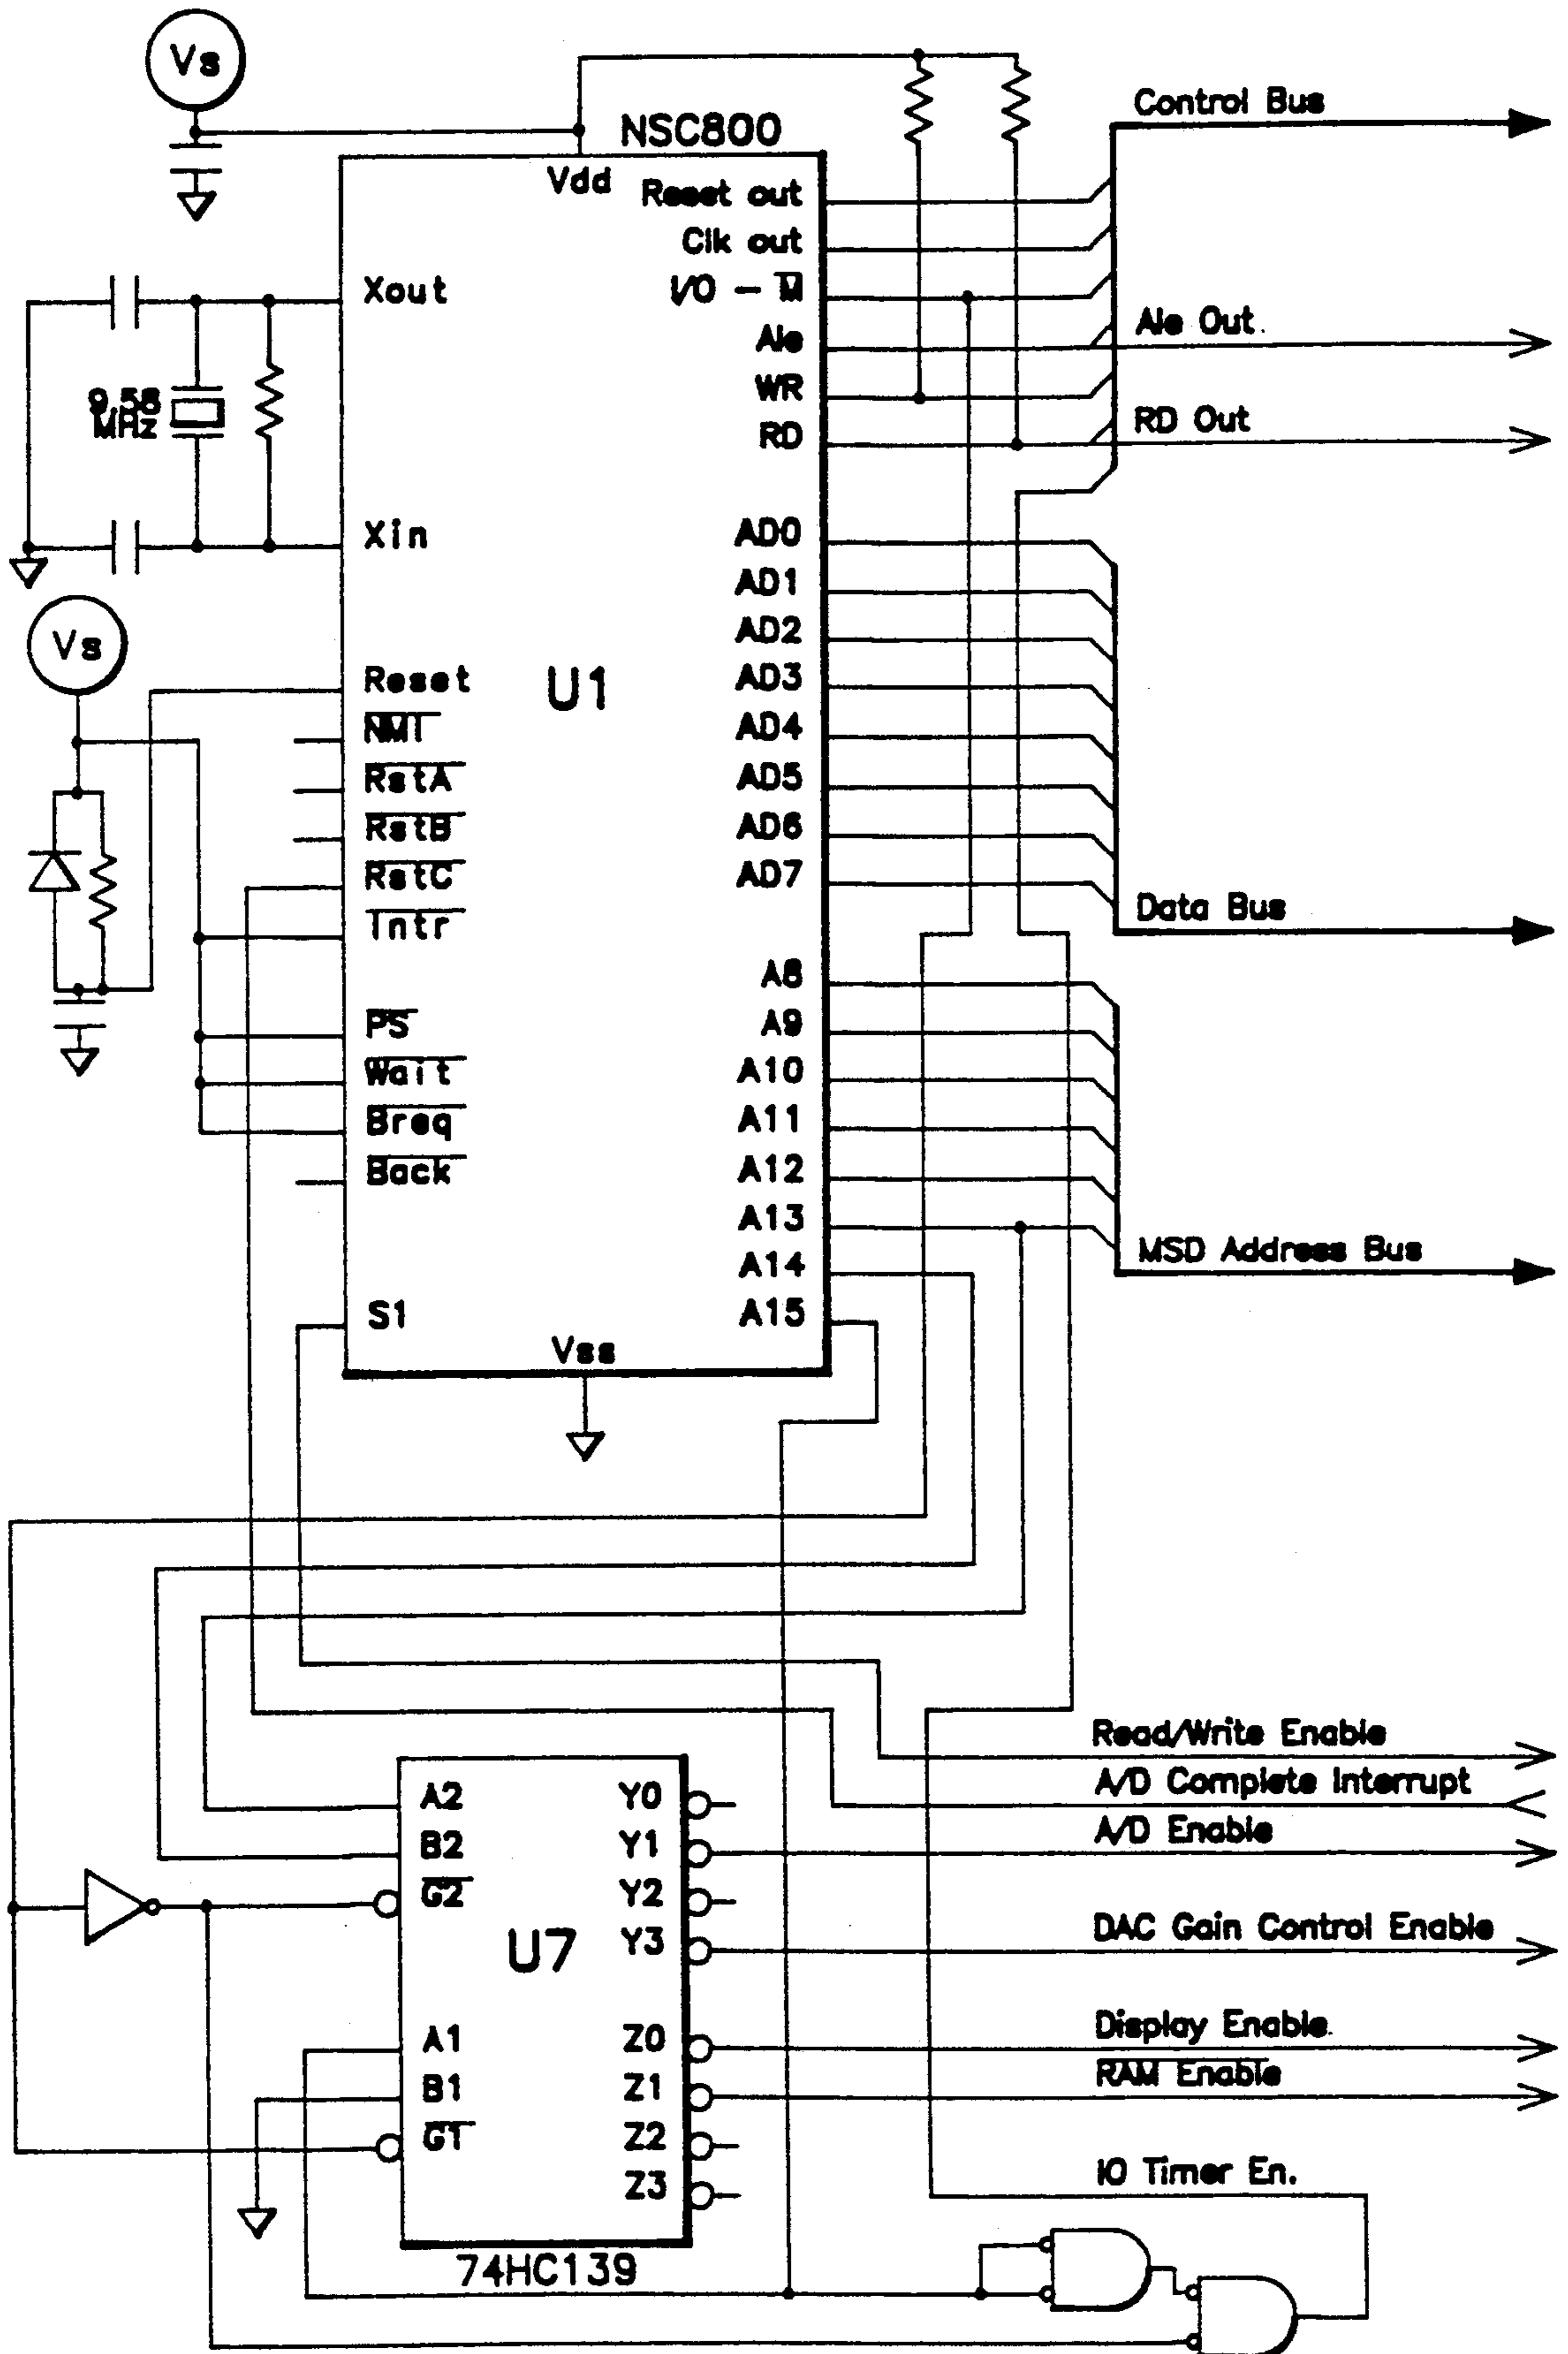 Vs
NSC800
Vdd
Reset out
Clk out
I/O - M
Ale
WR
RD
Control Bus
Ale Out
RD Out
Xout
9.58
MHz
Xin
Vs
Reset
NMI
RstA
RstB
RstC
Intr
PS
Wait
Breq
Back
S1
U1
Vss
AD0
AD1
AD2
AD3
AD4
AD5
AD6
AD7
Data Bus
A8
A9
A10
A11
A12
A13
A14
A15
MSD Address Bus
Read/Write Enable
A/D Complete Interrupt
A/D Enable
DAC Gain Control Enable
Display Enable
RAM Enable
IO Timer En.
A2
B2
G2
U7
A1
B1
G1
Y0
Y1
Y2
Y3
Z0
Z1
Z2
Z3
74HC139